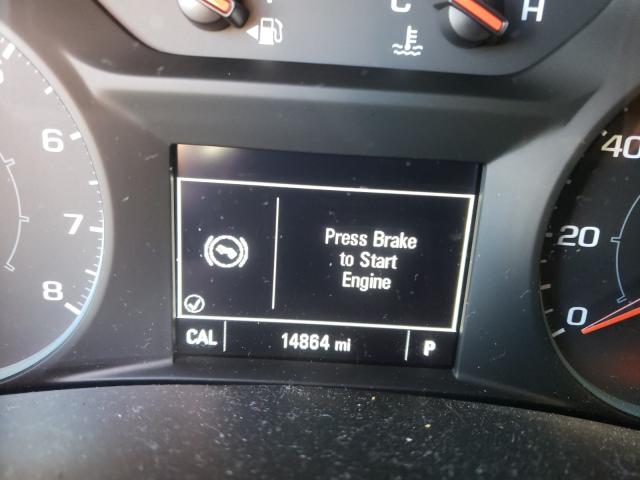 C H
6
7
8
40
20
0
Press Brake
to Start
Engine
CAL 14864 mi P